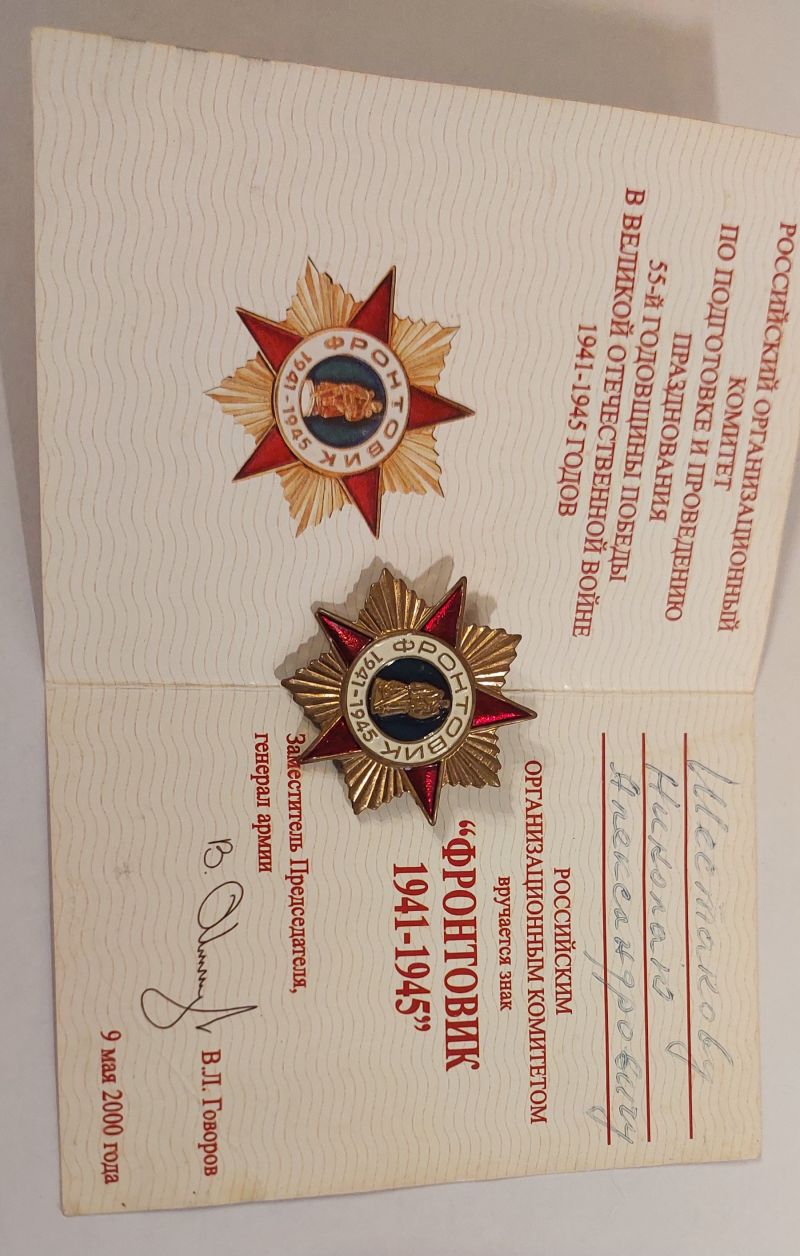 РОССИЙСКИЙ ОРГАНИЗАЦИОННЫЙ
КОМИТЕТ
ПО ПОДГОТОВКЕ И ПРОВЕДЕНИЮ
ПРАЗДНОВАНИЯ
55-й ГОДОВЩИНЫ ПОБЕДЫ
В ВЕЛИКОЙ ОТЕЧЕСТВЕННОЙ ВОЙНЕ
1941-1945 ГОДОВ
ФРОНТОВИК
1941-1945
ФРОНТОВИК
1941-1945
Шестакову
Николаю
Александровичу
РОССИЙСКИМ
ОРГАНИЗАЦИОННЫМ КОМИТЕТОМ
вручается знак
“ФРОНТОВИК
1941-1945”
Заместитель Председателя,
генерал армии
В.Л. Говоров
9 мая 2000 года